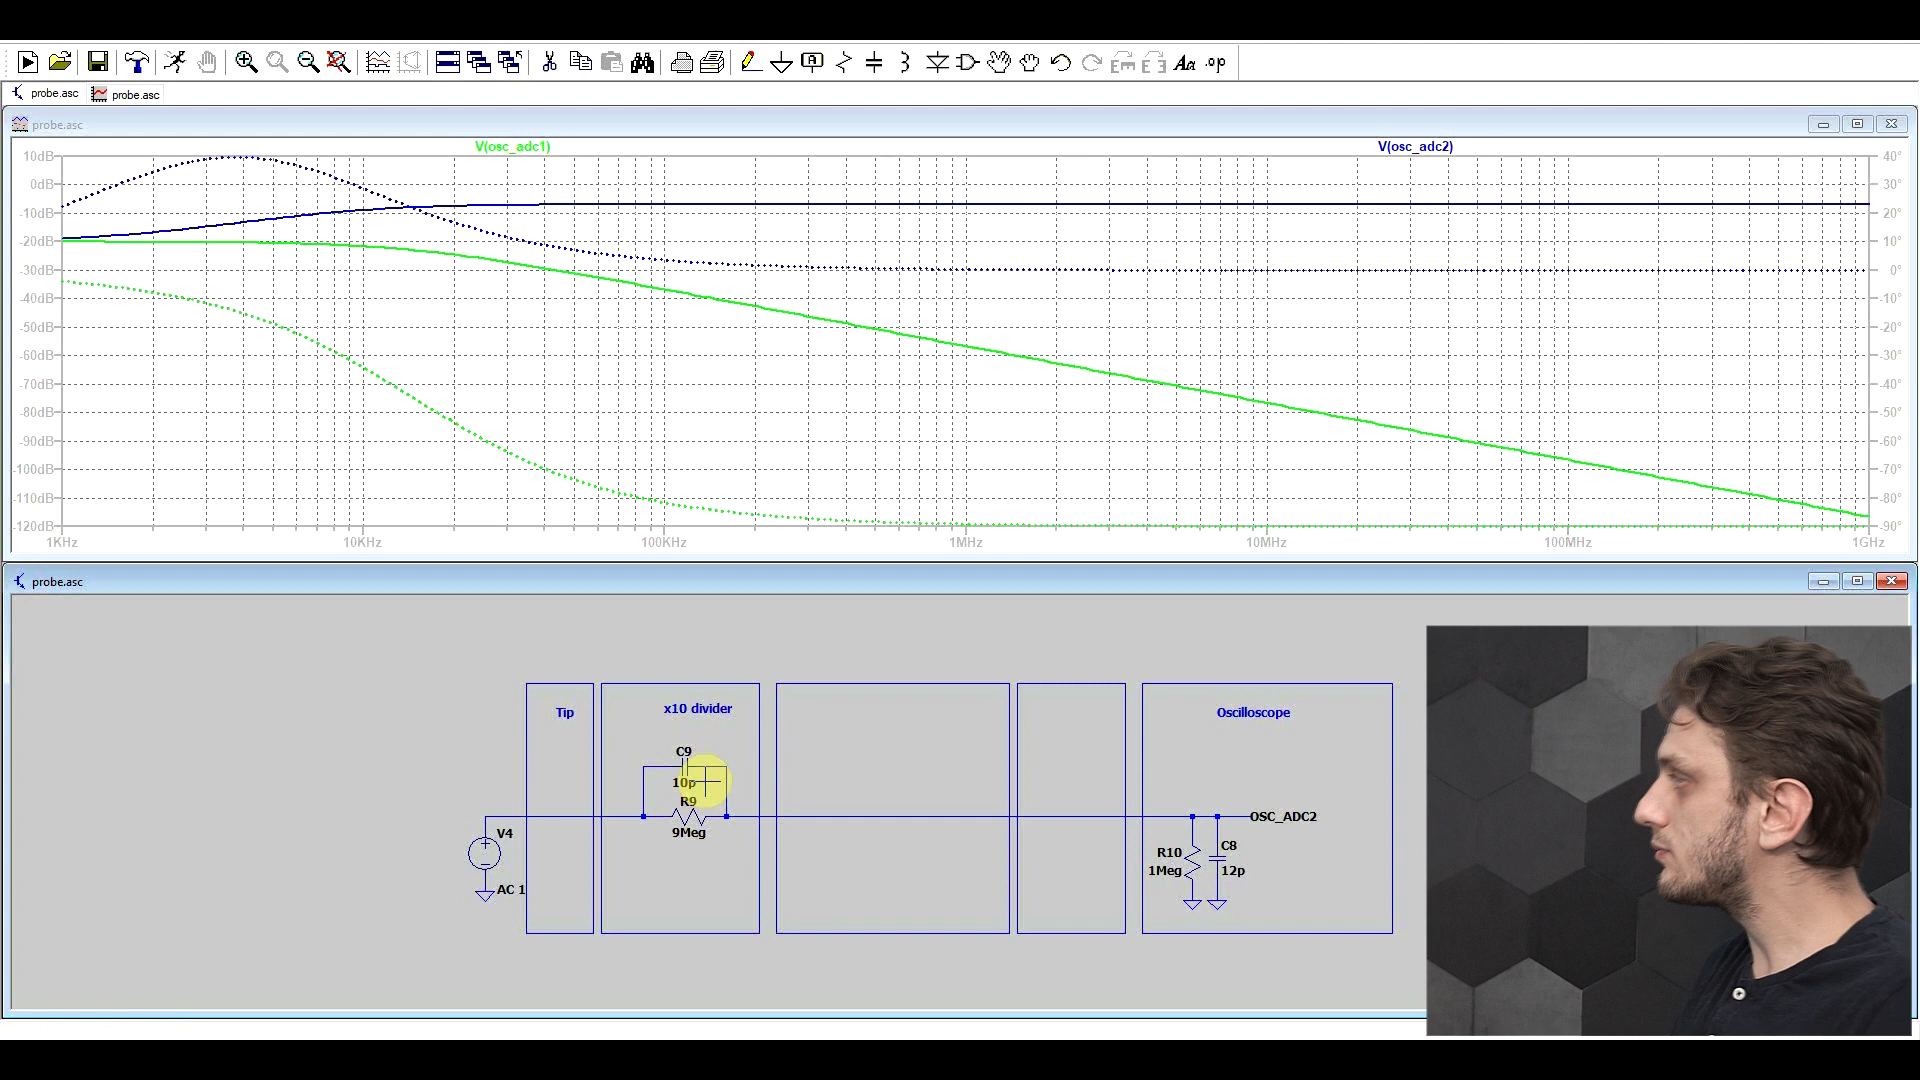 probe.asc probe.asc
probe.asc
V(osc_adc1) V(osc_adc2)
10dB 40°
0dB 30°
-10dB 20°
-20dB 10°
-30dB 0°
-40dB -10°
-50dB -20°
-60dB -30°
-70dB -40°
-80dB -50°
-90dB -60°
-100dB -70°
-110dB -80°
-120dB -90°
1KHz 10KHz 100KHz 1MHz 10MHz 100MHz 1GHz
probe.asc
Tip x10 divider Oscilloscope
C9
10p
R9
9Meg
V4
AC 1
OSC_ADC2
R10
1Meg
C8
12p